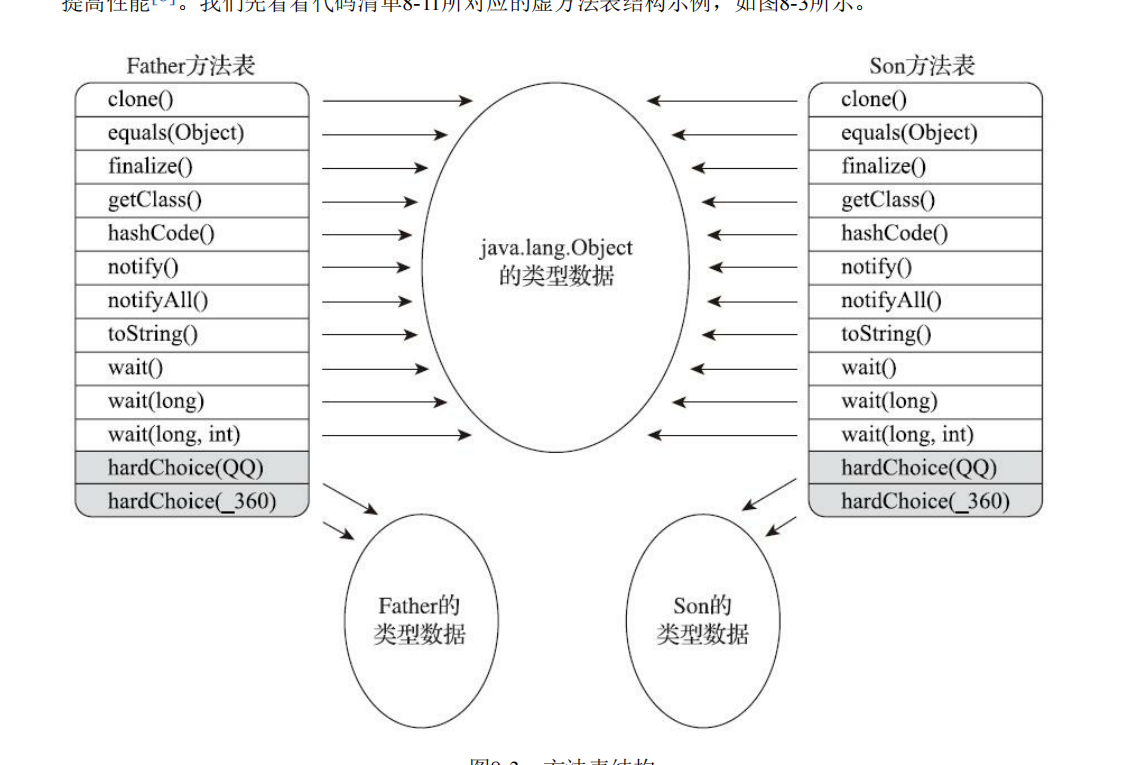 提高性能[8]。我们先看看代码清单8-11所对应的虚方法表结构示例，如图8-3所示。
Father方法表
clone()
equals(Object)
finalize()
getClass()
hashCode()
notify()
notifyAll()
toString()
wait()
wait(long)
wait(long, int)
hardChoice(QQ)
hardChoice(_360)
java.lang.Object
的类型数据
Son方法表
clone()
equals(Object)
finalize()
getClass()
hashCode()
notify()
notifyAll()
toString()
wait()
wait(long)
wait(long, int)
hardChoice(QQ)
hardChoice(_360)
Father的
类型数据
Son的
类型数据
图8-3 方法表结构